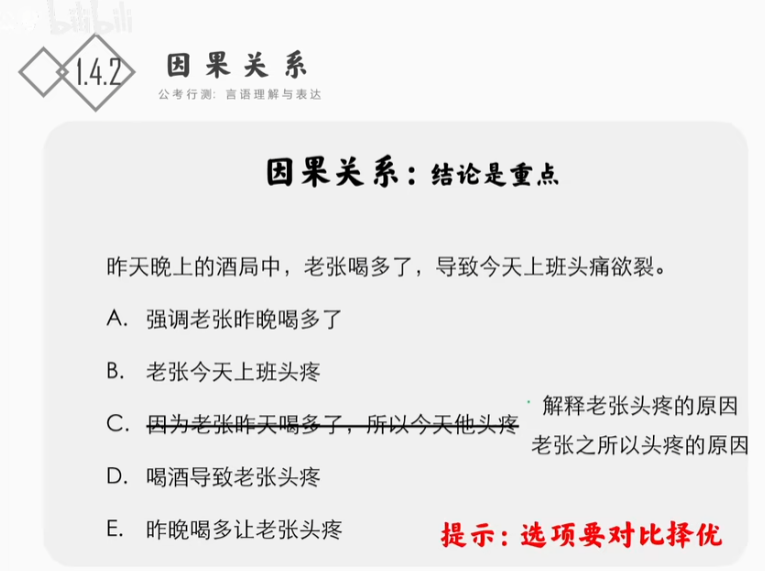 bilibili
1.4.2
因果关系
公考行测: 言语理解与表达
因果关系：结论是重点
昨天晚上的酒局中，老张喝多了，导致今天上班头痛欲裂。
A. 强调老张昨晚喝多了
B. 老张今天上班头疼
C. 因为老张昨天喝多了，所以今天他头疼
解释老张头疼的原因
老张之所以头疼的原因
D. 喝酒导致老张头疼
E. 昨晚喝多让老张头疼
提示：选项要对比择优